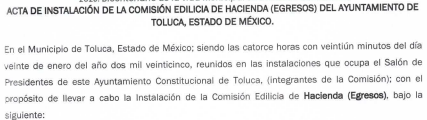 ACTA DE INSTALACIÓN DE LA COMISIÓN EDILICIA DE HACIENDA (EGRESOS) DEL AYUNTAMIENTO DE
TOLUCA, ESTADO DE MÉXICO.
En el Municipio de Toluca, Estado de México; siendo las catorce horas con veintiún minutos del día
veinte de enero del año dos mil veinticinco, reunidos en las instalaciones que ocupa el Salón de
Presidentes de este Ayuntamiento Constitucional de Toluca, (integrantes de la Comisión); con el
propósito de llevar a cabo la Instalación de la Comisión Edilicia de Hacienda (Egresos), bajo la
siguiente: